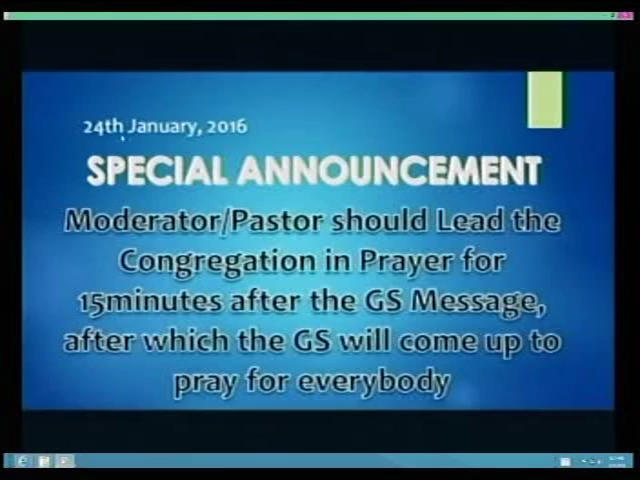 24th January, 2016
SPECIAL ANNOUNCEMENT
Moderator/Pastor should Lead the
Congregation in Prayer for
15minutes after the GS Message,
after which the GS will come up to
pray for everybody